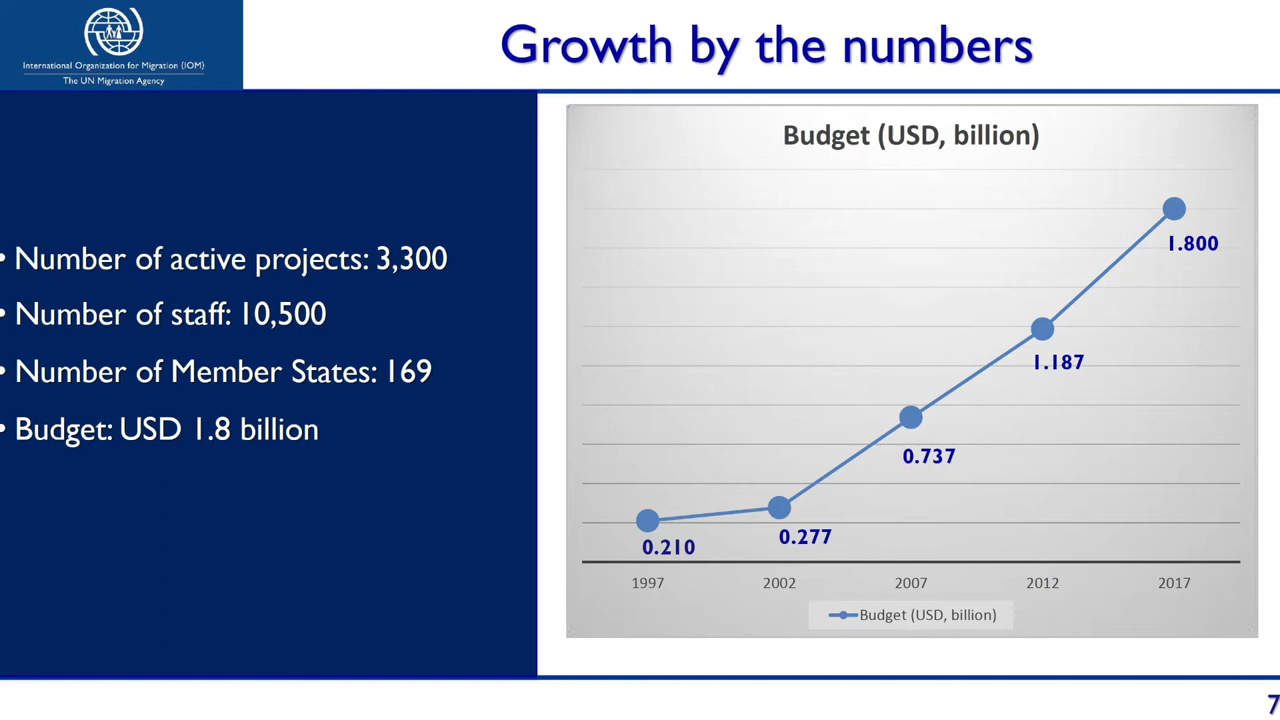 International Organization for Migration (IOM)
The UN Migration Agency
Growth by the numbers
• Number of active projects: 3,300
• Number of staff: 10,500
• Number of Member States: 169
• Budget: USD 1.8 billion
Budget (USD, billion)
1.800
1.187
0.737
0.277
0.210
1997 2002 2007 2012 2017
Budget (USD, billion)
7